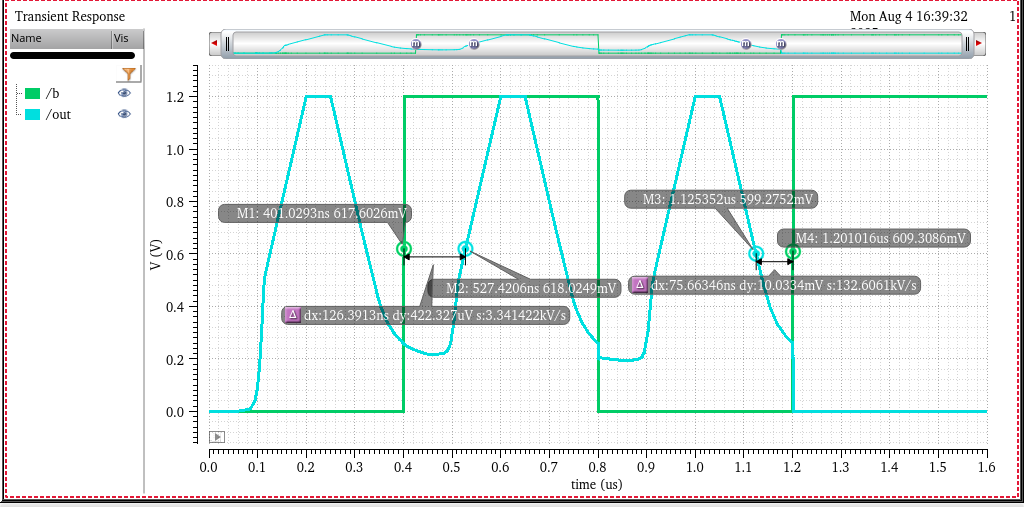 Transient Response
Mon Aug 4 16:39:32
1
Name Vis
/b
/out
V (V)
1.2
1.0
0.8
0.6
0.4
0.2
0.0
m m m m
M1: 401.0293ns 617.6026mV
M2: 527.4206ns 618.0249mV
Δ dx:126.3913ns dy:422.327uV s:3.341422kV/s
M3: 1.125352us 599.2752mV
M4: 1.201016us 609.3086mV
Δ dx:75.66346ns dy:10.0334mV s:132.6061kV/s
0.0 0.1 0.2 0.3 0.4 0.5 0.6 0.7 0.8 0.9 1.0 1.1 1.2 1.3 1.4 1.5 1.6
time (us)